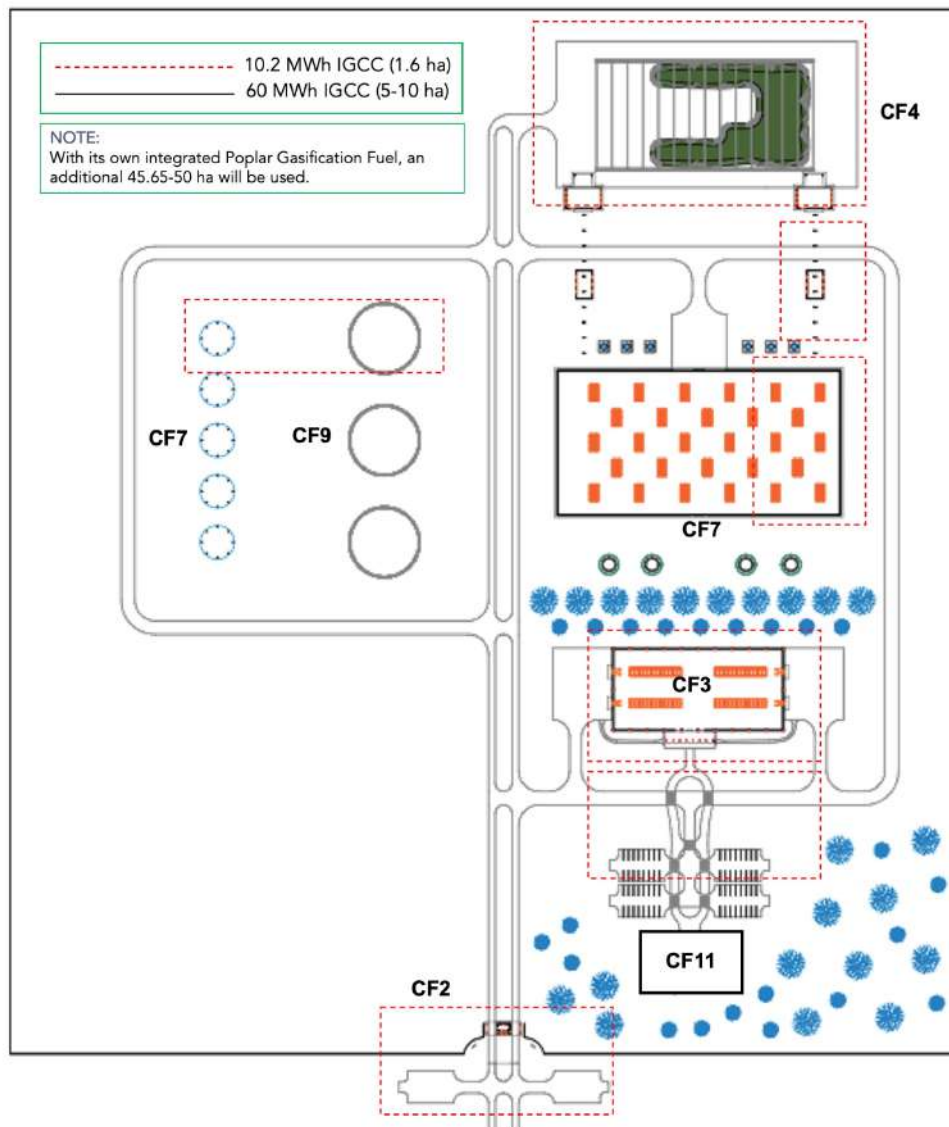 10.2 MWh IGCC (1.6 ha)
60 MWh IGCC (5-10 ha)
NOTE:
With its own integrated Poplar Gasification Fuel, an
additional 45.65-50 ha will be used.
CF4
CF7
CF9
CF7
CF3
CF11
CF2